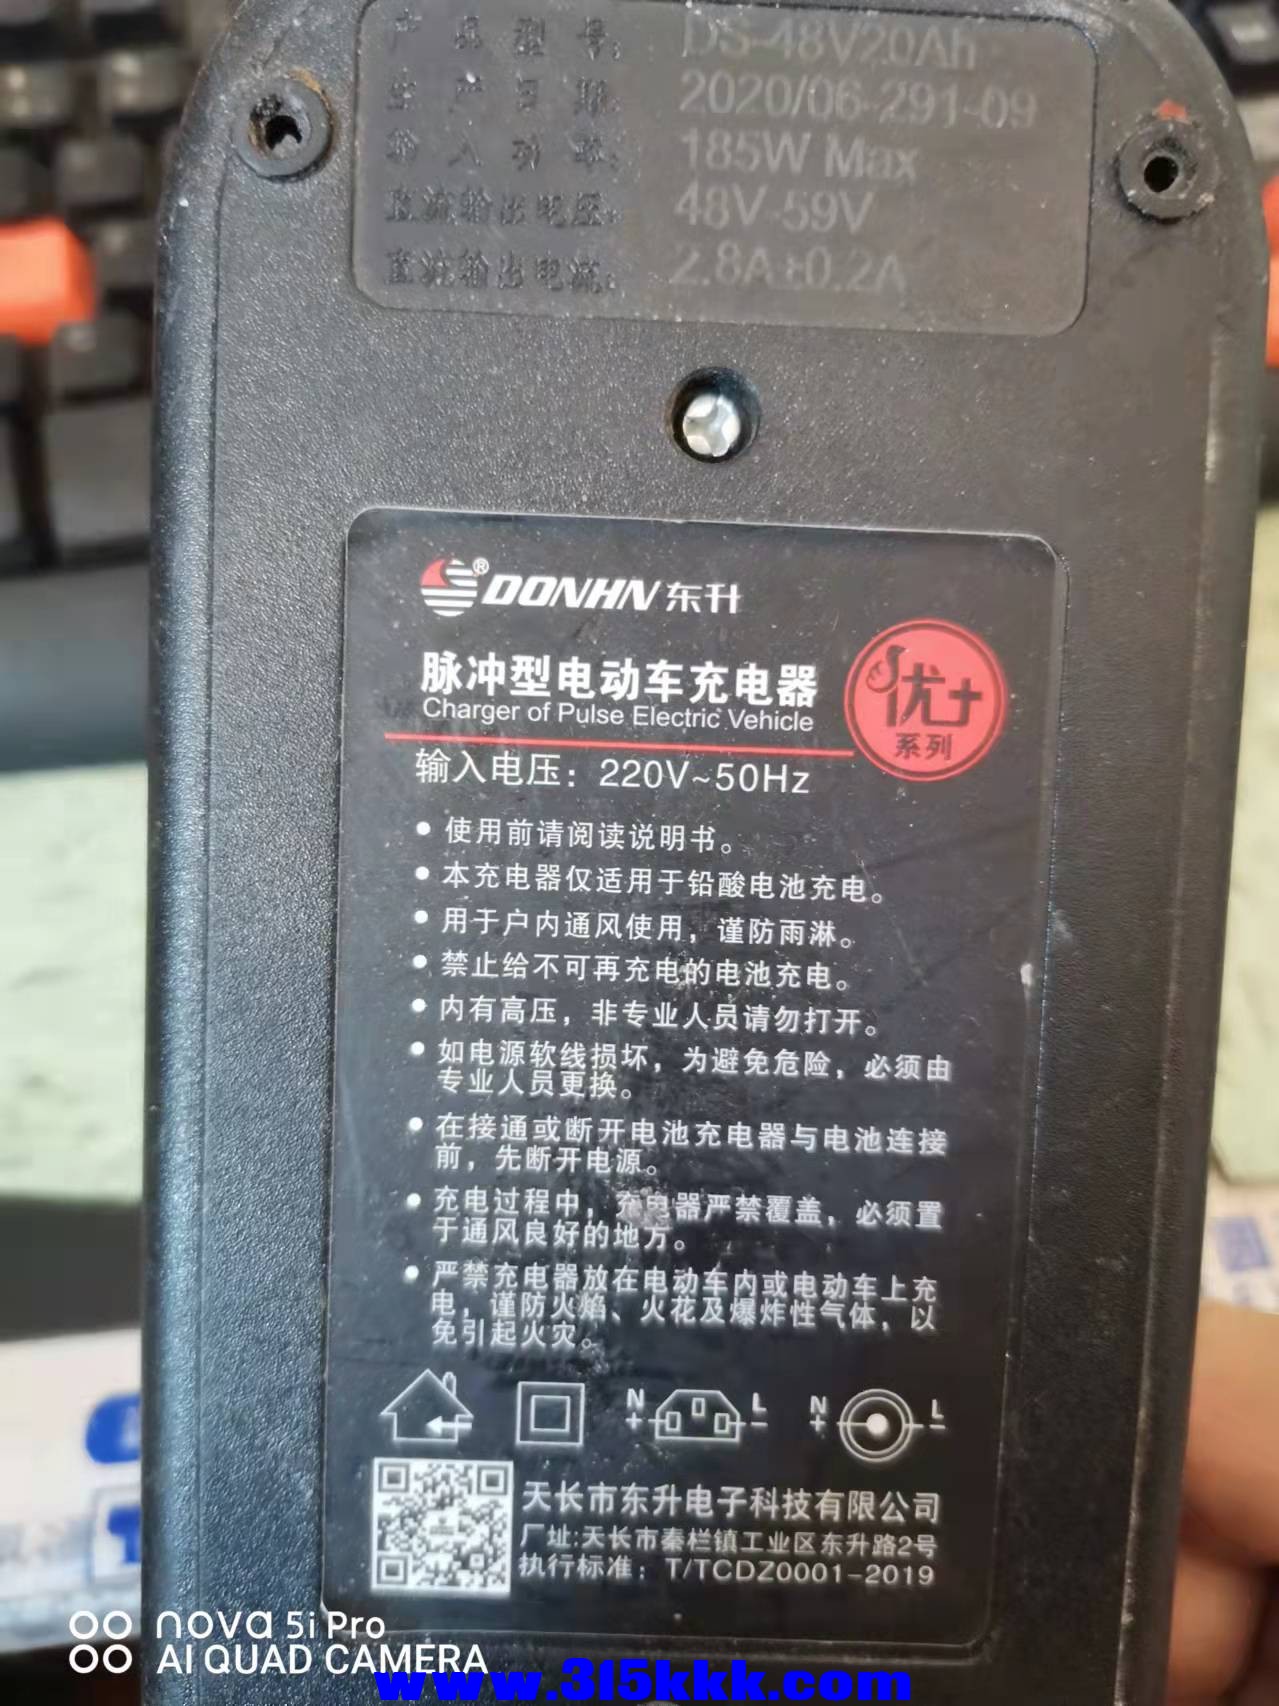 产品型号: DS-48V20Ah
生产日期: 2020/06-291-09
输入功率: 185W Max
直流输出电压: 48V-59V
直流输出电流: 2.8A±0.2A
®DONHN 东升
脉冲型电动车充电器
Charger of Pulse Electric Vehicle
优+
系列
输入电压：220V~50Hz
• 使用前请阅读说明书。
• 本充电器仅适用于铅酸电池充电。
• 用于户内通风使用，谨防雨淋。
• 禁止给不可再充电的电池充电。
• 内有高压，非专业人员请勿打开。
• 如电源软线损坏，为避免危险，必须由
专业人员更换。
• 在接通或断开电池充电器与电池连接
前，先断开电源。
• 充电过程中，充电器严禁覆盖，必须置
于通风良好的地方。
• 严禁充电器放在电动车内或电动车上充
电，谨防火焰、火花及爆炸性气体，以
免引起火灾。
N + L − N + L −
天长市东升电子科技有限公司
厂址:天长市秦栏镇工业区东升路2号
执行标准：T/TCDZ0001-2019
nova 5i Pro
AI QUAD CAMERA
www.315kkk.com